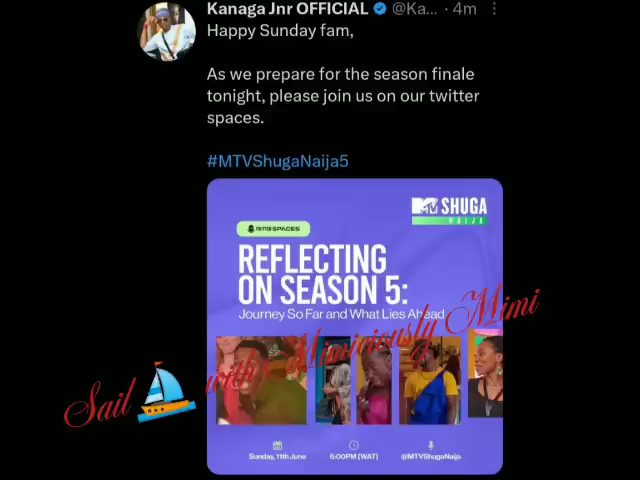 Kanaga Jnr OFFICIAL @Ka... · 4m
Happy Sunday fam,
As we prepare for the season finale
tonight, please join us on our twitter
spaces.
#MTVShugaNaija5
MTV SHUGA
NAIJA
SPACES
REFLECTING
ON SEASON 5:
Journey So Far and What Lies Ahead
Sail with Mimiciously Mimi
Sunday, 11th June
6:00PM (WAT)
@MTVShugaNaija